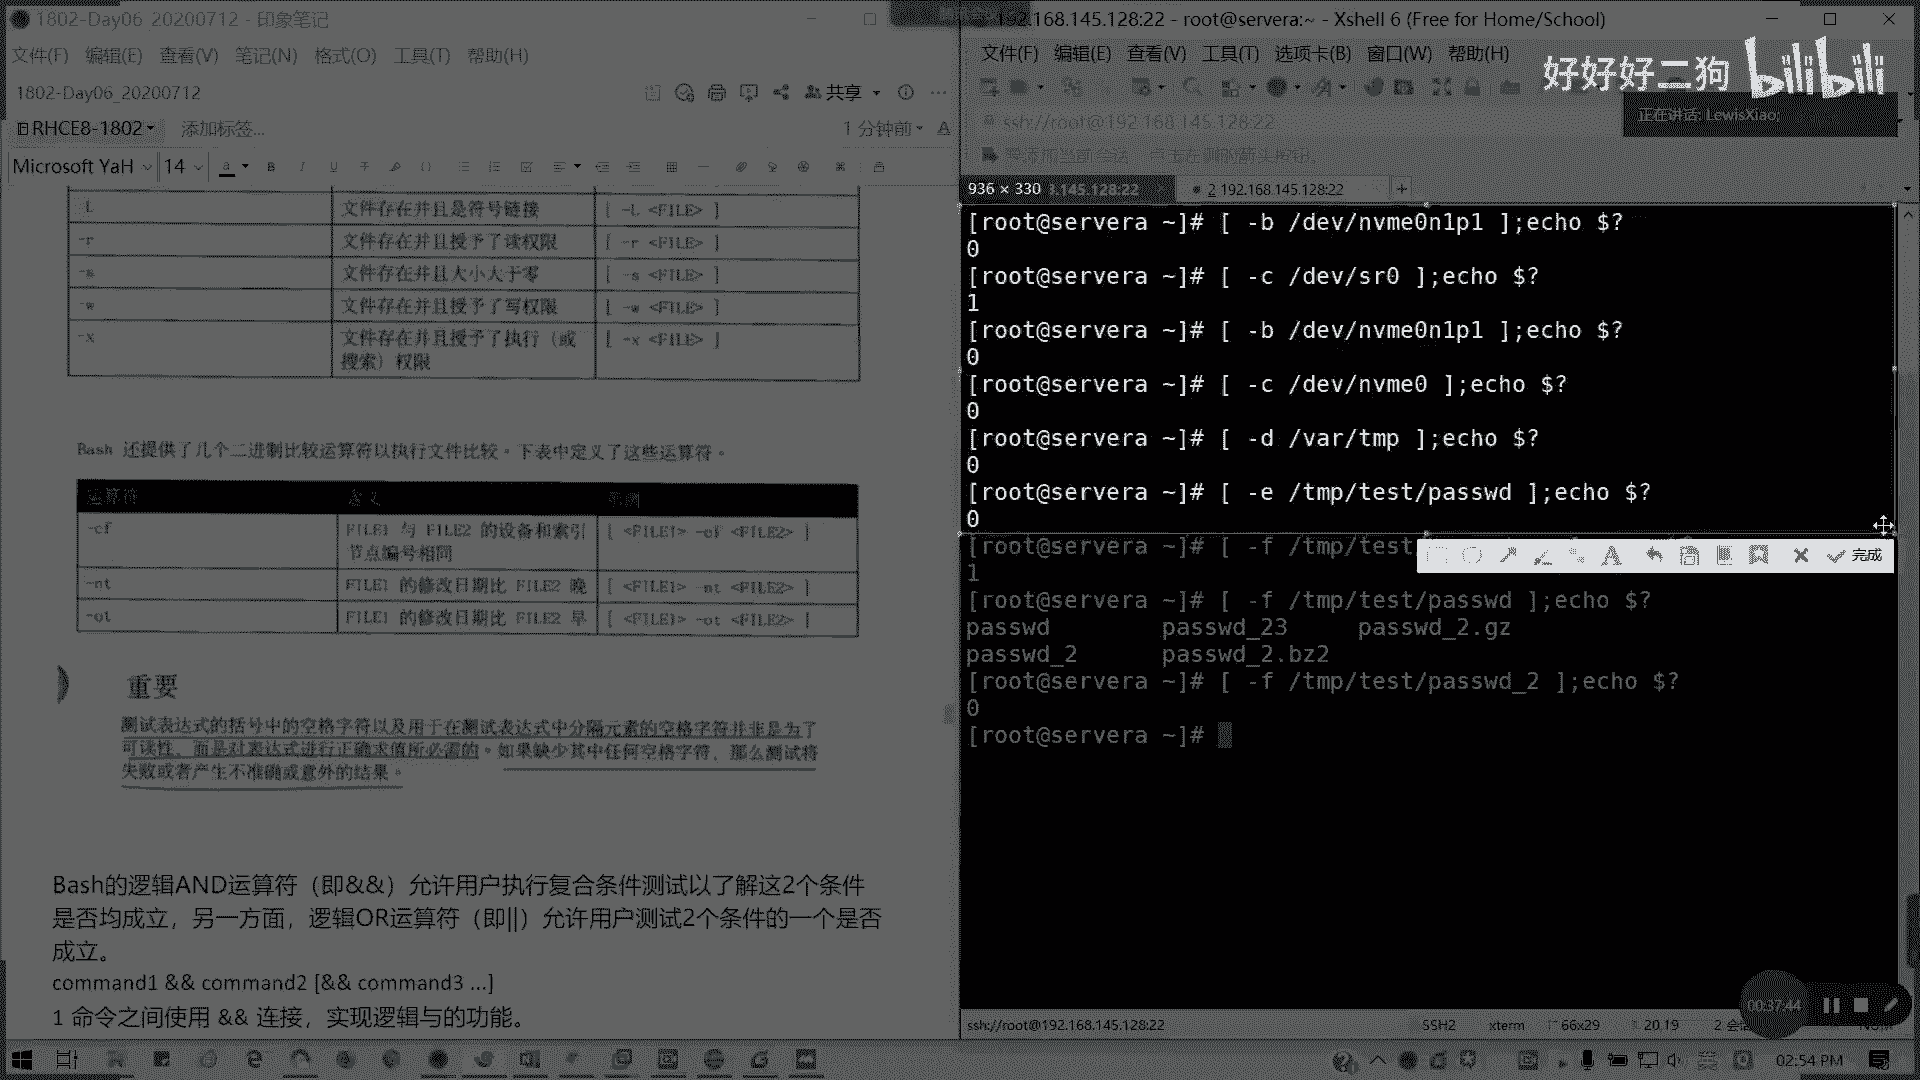 1802-Day06_20200712 - 印象笔记
文件(F) 编辑(E) 查看(V) 笔记(N) 格式(O) 工具(T) 帮助(H)
1802-Day06_20200712
共享
RHCE8-1802 添加标签...
1 分钟前
Microsoft YaH 14
-L 文件存在并且是符号链接 [ -L <FILE> ]
-r 文件存在并且授予了读权限 [ -r <FILE> ]
-s 文件存在并且大小大于零 [ -s <FILE> ]
-w 文件存在并且授予了写权限 [ -w <FILE> ]
-x 文件存在并且授予了执行（或 [ -x <FILE> ]
搜索）权限
Bash 还提供了几个二进制比较运算符以执行文件比较。下表中定义了这些运算符。
运算符 含义 范例
-ef FILE1 与 FILE2 的设备和索引 [ <FILE1> -ef <FILE2> ]
节点编号相同
-nt FILE1 的修改日期比 FILE2 晚 [ <FILE1> -nt <FILE2> ]
-ot FILE1 的修改日期比 FILE2 早 [ <FILE1> -ot <FILE2> ]
重要
测试表达式的括号中的空格字符以及用于在测试表达式中分隔元素的空格字符并非是为了
可读性，而是对表达式进行正确求值所必需的。如果缺少其中任何空格字符，那么测试将
失败或者产生不准确或意外的结果。
Bash的逻辑AND运算符（即&&）允许用户执行复合条件测试以了解这2个条件
是否均成立，另一方面，逻辑OR运算符（即||）允许用户测试2个条件的一个是否
成立。
command1 && command2 [&& command3 ...]
1 命令之间使用 && 连接，实现逻辑与的功能。
192.168.145.128:22 - root@servera:~ - Xshell 6 (Free for Home/School)
文件(F) 编辑(E) 查看(V) 工具(T) 选项卡(B) 窗口(W) 帮助(H)
好好好二狗 bilibili
正在讲话: LewisXiao;
ssh://root@192.168.145.128:22
要添加当前会话，点击左侧的箭头按钮。
936 × 330 3.145.128:22
2 192.168.145.128:22 +
[root@servera ~]# [ -b /dev/nvme0n1p1 ];echo $?
0
[root@servera ~]# [ -c /dev/sr0 ];echo $?
1
[root@servera ~]# [ -b /dev/nvme0n1p1 ];echo $?
0
[root@servera ~]# [ -c /dev/nvme0 ];echo $?
0
[root@servera ~]# [ -d /var/tmp ];echo $?
0
[root@servera ~]# [ -e /tmp/test/passwd ];echo $?
0
[root@servera ~]# [ -f /tmp/test
完成
1
[root@servera ~]# [ -f /tmp/test/passwd ];echo $?
passwd passwd_23 passwd_2.gz
passwd_2 passwd_2.bz2
[root@servera ~]# [ -f /tmp/test/passwd_2 ];echo $?
0
[root@servera ~]#
00:37:44
ssh://root@192.168.145.128:22 SSH2 xterm 66x29 20,19 2 会 NUM
英
02:54 PM